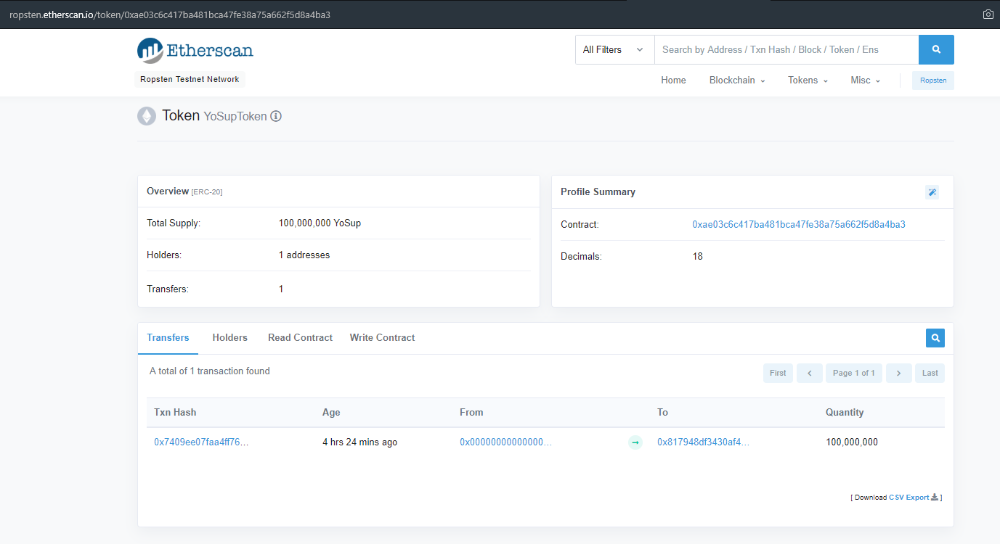 ropsten.etherscan.io/token/0xae03c6c417ba481bca47fe38a75a662f5d8a4ba3
Etherscan
All Filters
Search by Address / Txn Hash / Block / Token / Ens
Ropsten Testnet Network
Home Blockchain Tokens Misc Ropsten
Token YoSupToken
Overview [ERC-20]
Total Supply: 100,000,000 YoSup
Holders: 1 addresses
Transfers: 1
Profile Summary
Contract: 0xae03c6c417ba481bca47fe38a75a662f5d8a4ba3
Decimals: 18
Transfers Holders Read Contract Write Contract
A total of 1 transaction found
First Page 1 of 1 Last
Txn Hash Age From To Quantity
0x7409ee07faa4ff76... 4 hrs 24 mins ago 0x00000000000000... 0x817948df3430af4... 100,000,000
[ Download CSV Export ]